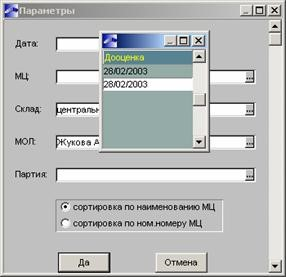 Параметры
Дата:
Дооценка
28/02/2003
28/02/2003
МЦ:
Склад: центральн
МОЛ: Жукова А
Партия:
сортировка по наименованию МЦ
сортировка по ном.номеру МЦ
Да Отмена